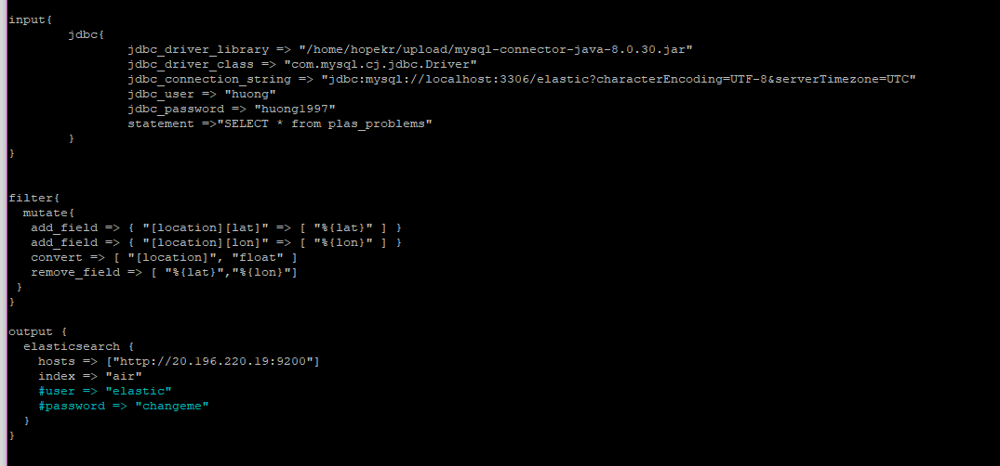 input{
        jdbc{
                jdbc_driver_library => "/home/hopekr/upload/mysql-connector-java-8.0.30.jar"
                jdbc_driver_class => "com.mysql.cj.jdbc.Driver"
                jdbc_connection_string => "jdbc:mysql://localhost:3306/elastic?characterEncoding=UTF-8&serverTimezone=UTC"
                jdbc_user => "huong"
                jdbc_password => "huong1997"
                statement =>"SELECT * from plas_problems"
        }
}
filter{
  mutate{
   add_field => { "[location][lat]" => [ "%{lat}" ] }
   add_field => { "[location][lon]" => [ "%{lon}" ] }
   convert => [ "[location]", "float" ]
   remove_field => [ "%{lat}","%{lon}"]
 }
}
output {
  elasticsearch {
    hosts => ["http://20.196.220.19:9200"]
    index => "air"
    #user => "elastic"
    #password => "changeme"
  }
}